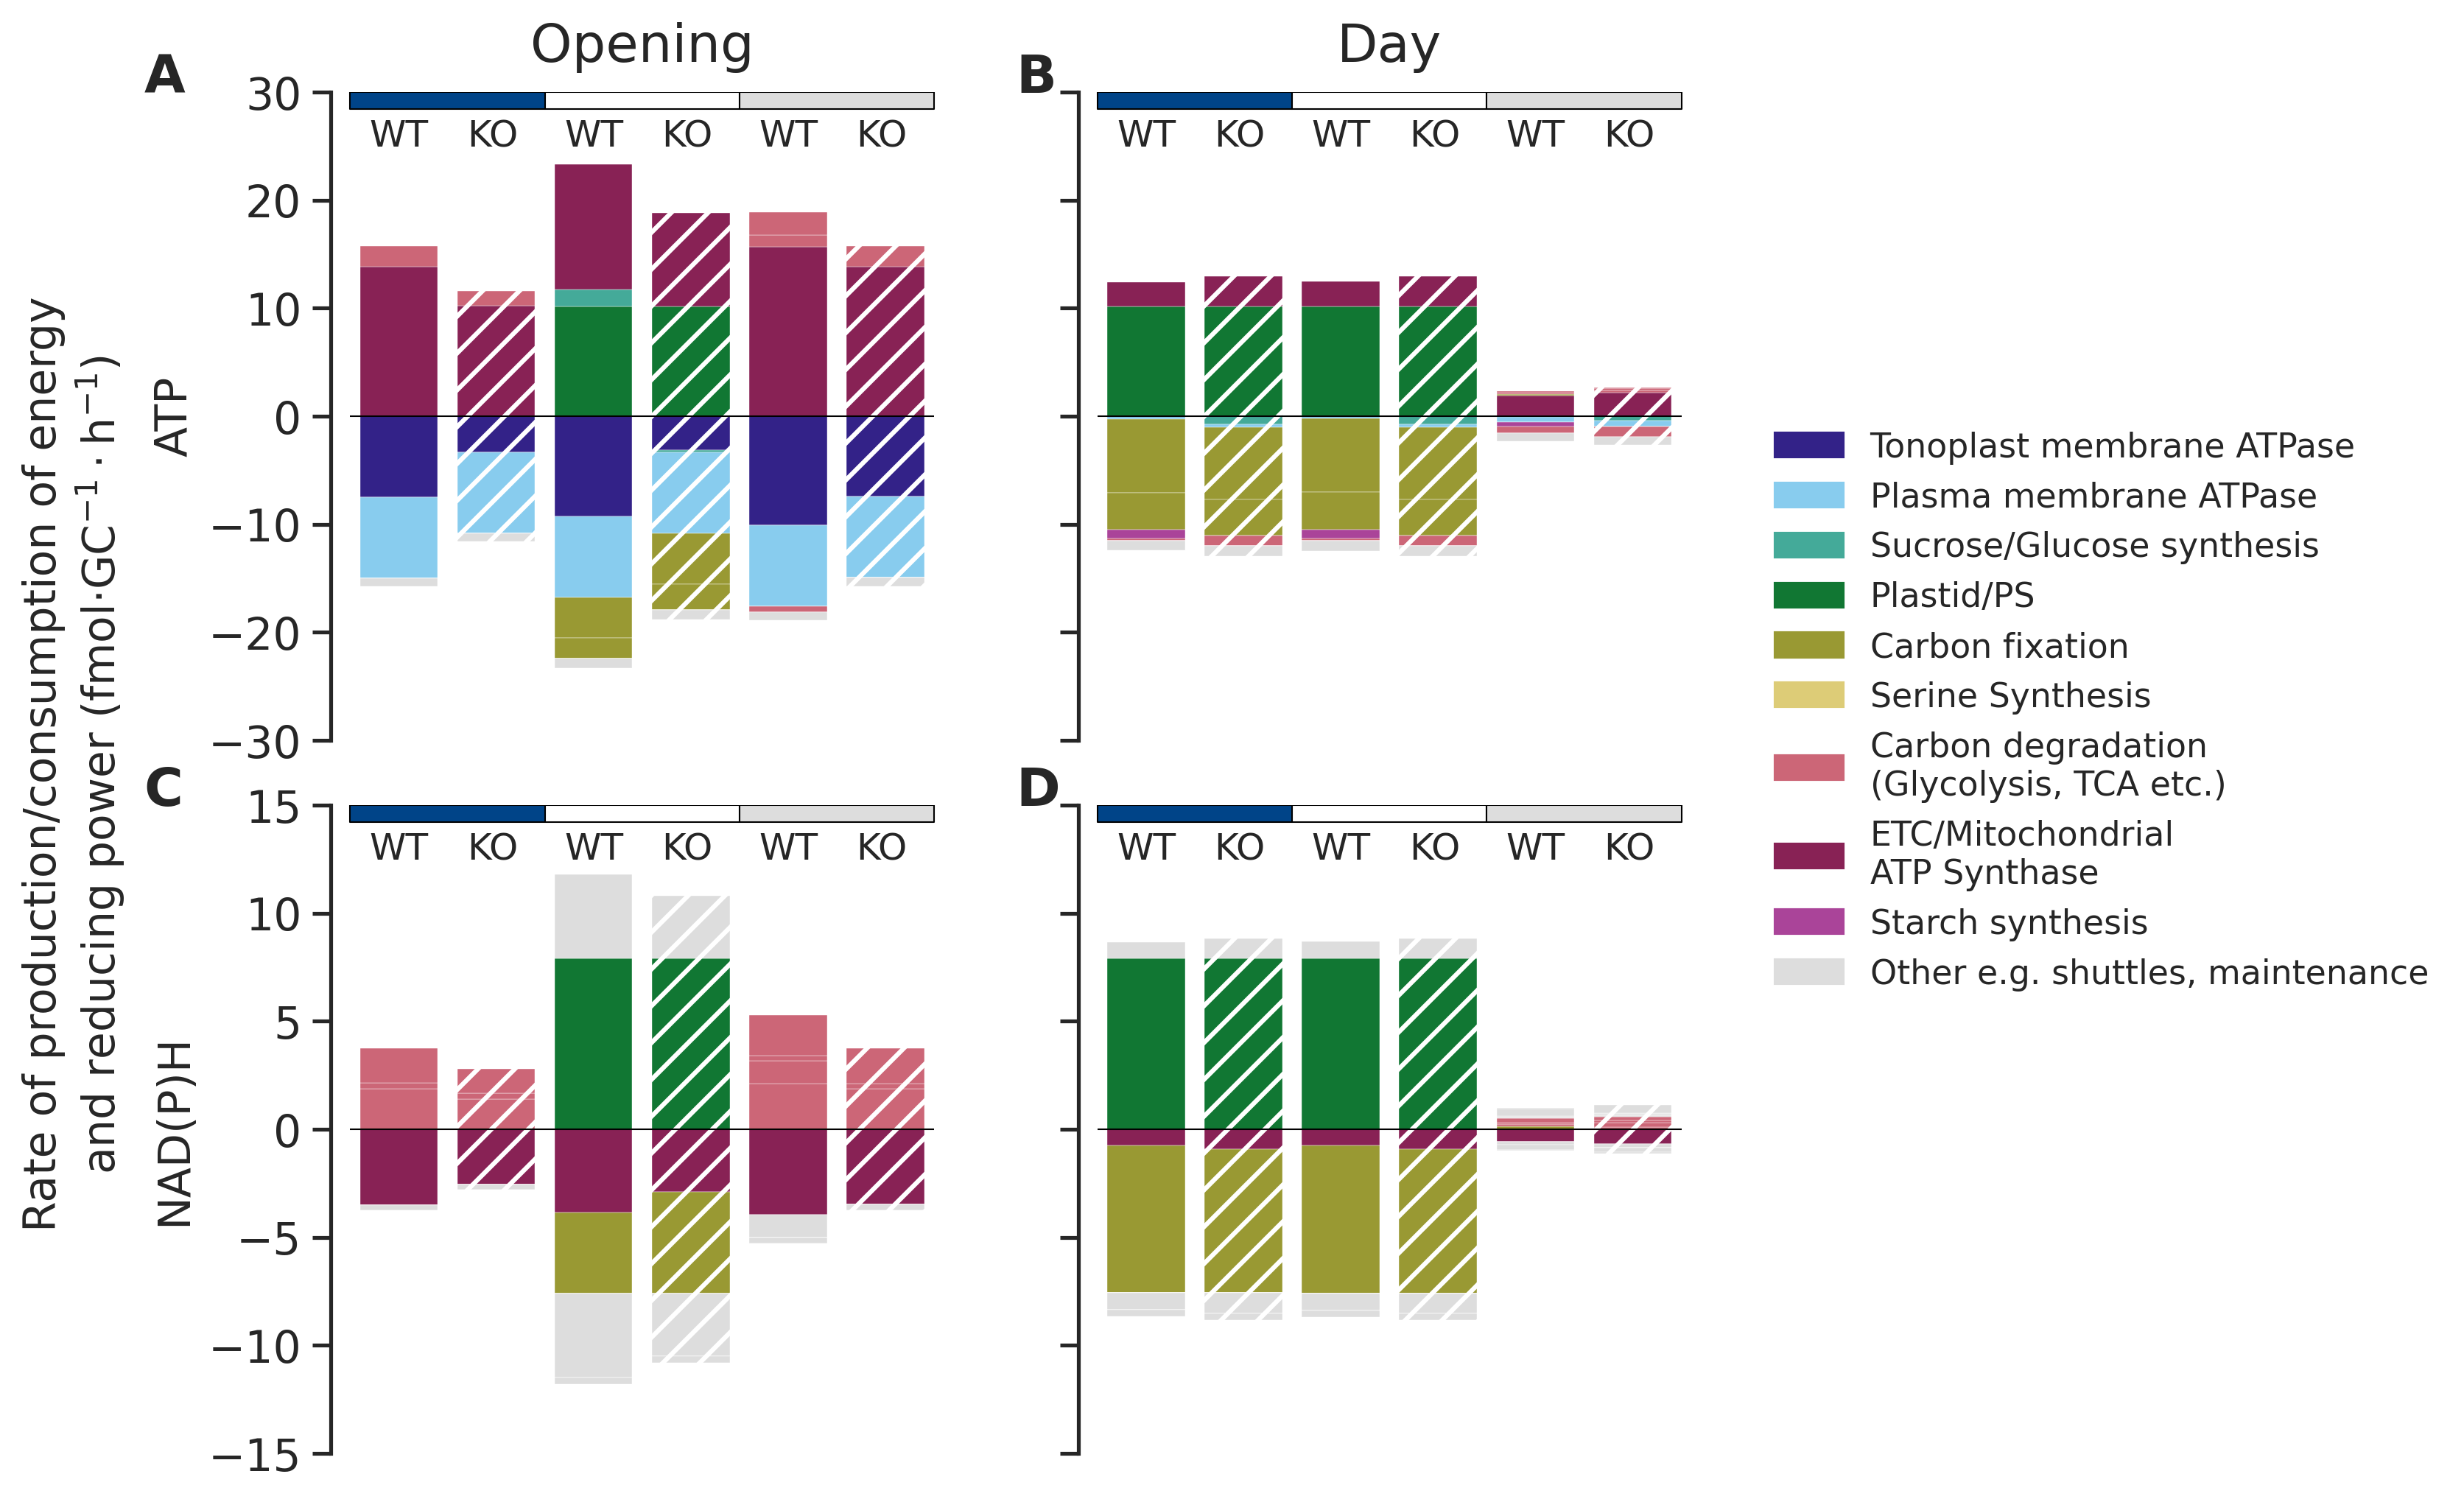 Opening
Day
A
B
30
20
10
0
−10
−20
−30
WT KO WT KO WT KO
WT KO WT KO WT KO
Rate of production/consumption of energy
and reducing power (fmol·GC⁻¹·h⁻¹)
ATP
C
D
15
10
5
0
−5
−10
−15
WT KO WT KO WT KO
WT KO WT KO WT KO
NAD(P)H
Tonoplast membrane ATPase
Plasma membrane ATPase
Sucrose/Glucose synthesis
Plastid/PS
Carbon fixation
Serine Synthesis
Carbon degradation
(Glycolysis, TCA etc.)
ETC/Mitochondrial
ATP Synthase
Starch synthesis
Other e.g. shuttles, maintenance